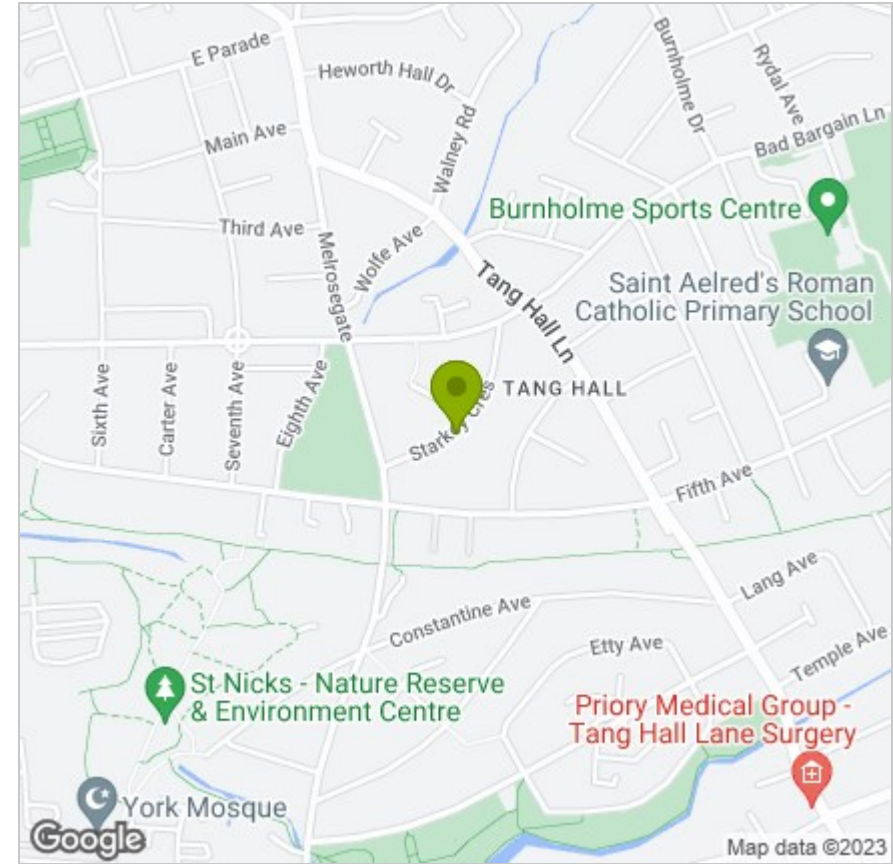 E Parade
Heworth Hall Dr
Burnholme Dr
Rydal Ave
Main Ave
Walney Rd
Bad Bargain Ln
Third Ave
Melrosegate
Wolfe Ave
Burnholme Sports Centre
Tang Hall Ln
Saint Aelred's Roman
Catholic Primary School
Sixth Ave
Carter Ave
Seventh Ave
Eighth Ave
TANG HALL
Fifth Ave
Lang Ave
Constantine Ave
Etty Ave
Temple Ave
St Nicks - Nature Reserve
& Environment Centre
Priory Medical Group -
Tang Hall Lane Surgery
York Mosque
Google
Map data ©2023